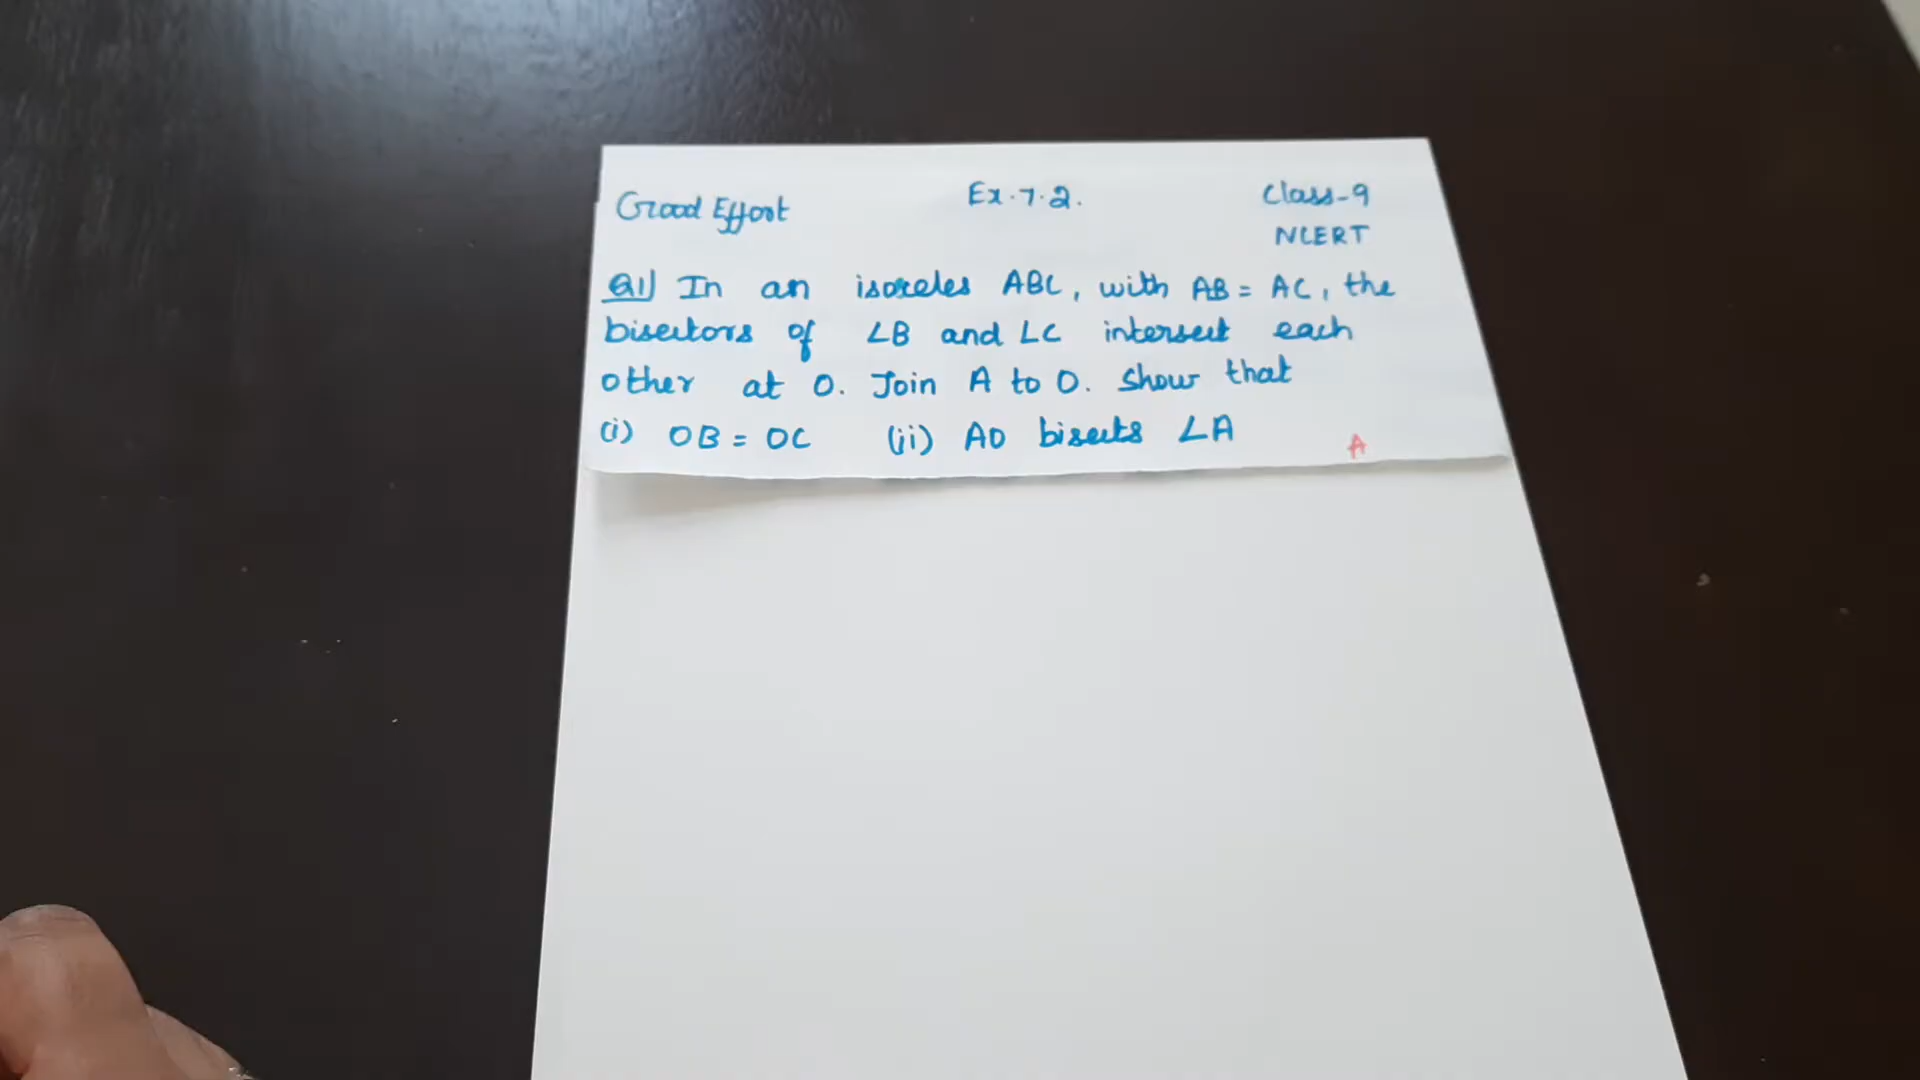 Good Effort Ex.7.2. Class-9
NCERT
Q1) In an isoceles ABC, with AB = AC, the
bisectors of ∠B and ∠C intersect each
other at O. Join A to O. Show that
(i) OB = OC (ii) AO bisects ∠A
A